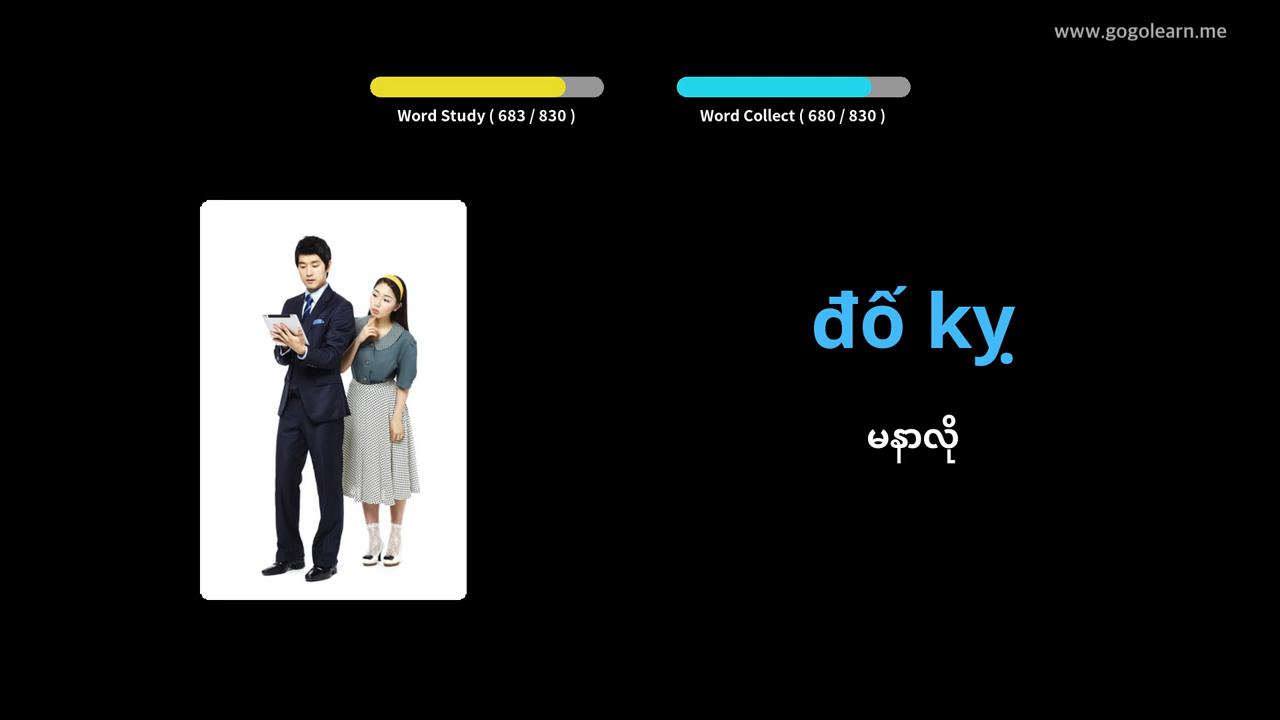 www.gogolearn.me
Word Study ( 683 / 830 )
Word Collect ( 680 / 830 )
đố kỵ
မနာလို